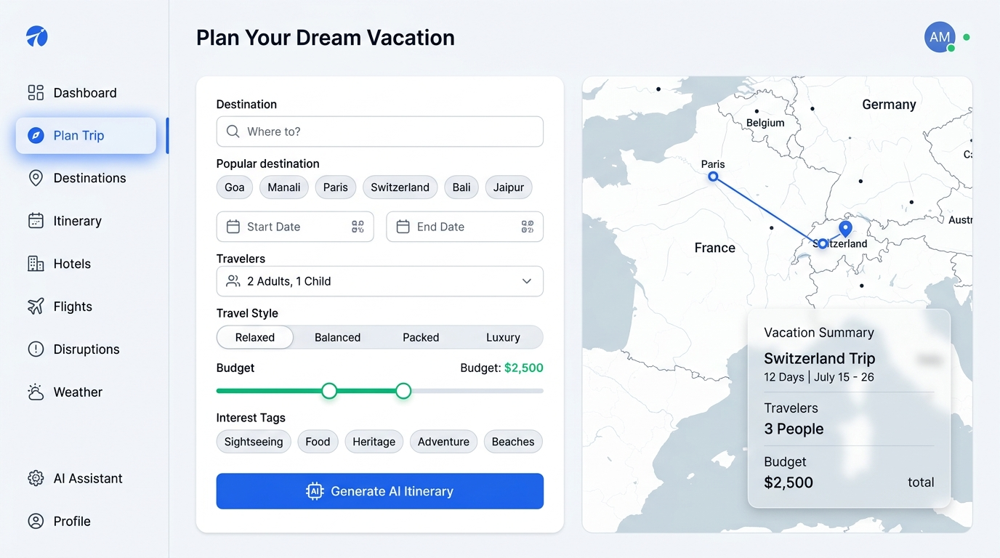 Plan Your Dream Vacation
AM
Dashboard
Plan Trip
Destinations
Itinerary
Hotels
Flights
Disruptions
Weather
AI Assistant
Profile
Destination
Where to?
Popular destination
Goa Manali Paris Switzerland Bali Jaipur
Start Date End Date
Travelers
2 Adults, 1 Child
Travel Style
Relaxed Balanced Packed Luxury
Budget Budget: $2,500
Interest Tags
Sightseeing Food Heritage Adventure Beaches
AI Generate AI Itinerary
Germany
Belgium
Paris
Austr
France
Vacation Summary
Switzerland Trip
12 Days | July 15 - 26
Travelers
3 People
Budget
$2,500 total